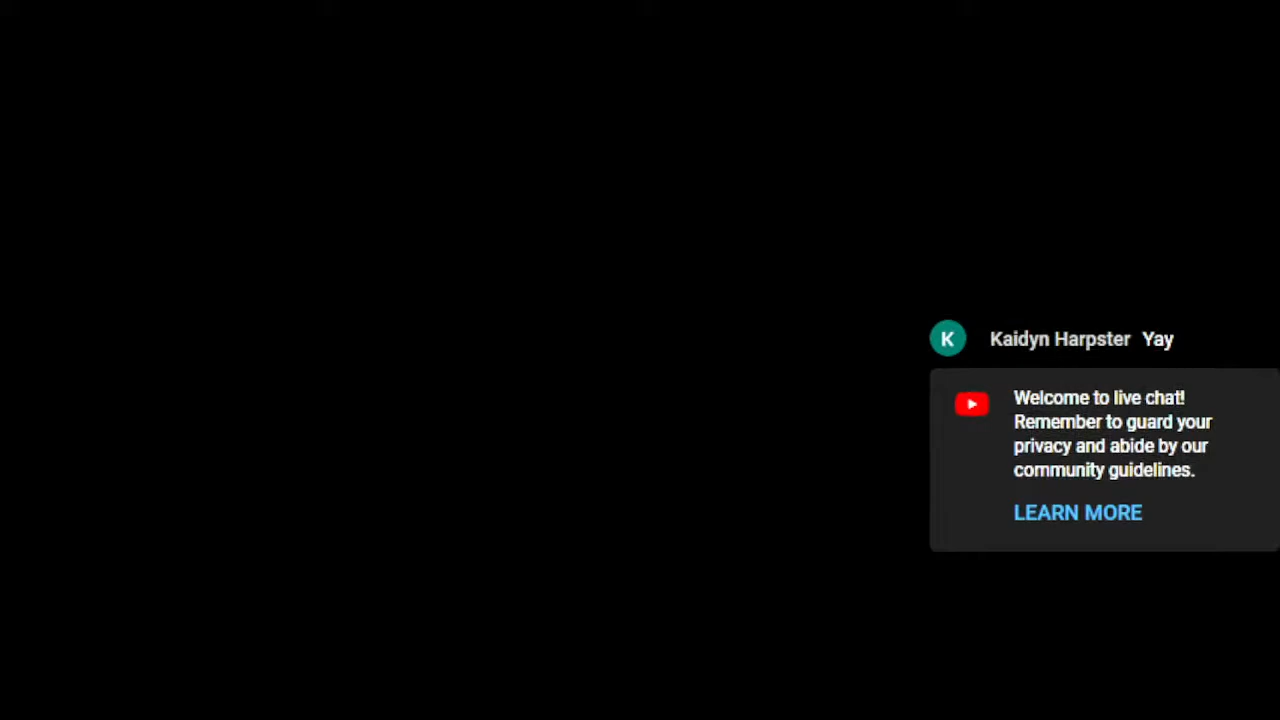 K Kaidyn Harpster Yay
Welcome to live chat!
Remember to guard your
privacy and abide by our
community guidelines.
LEARN MORE